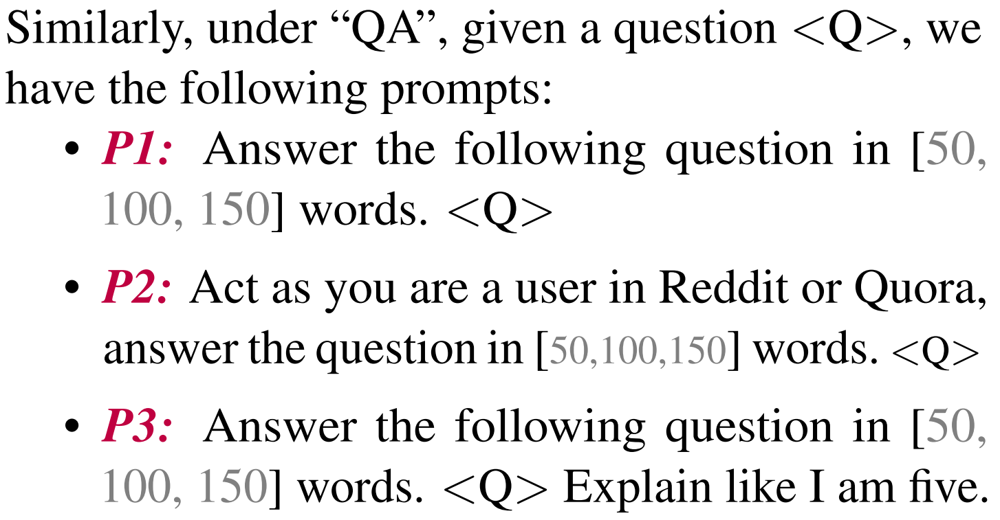 Similarly, under “QA”, given a question <Q>, we
have the following prompts:
• P1: Answer the following question in [50,
100, 150] words. <Q>
• P2: Act as you are a user in Reddit or Quora,
answer the question in [50,100,150] words. <Q>
• P3: Answer the following question in [50,
100, 150] words. <Q> Explain like I am five.